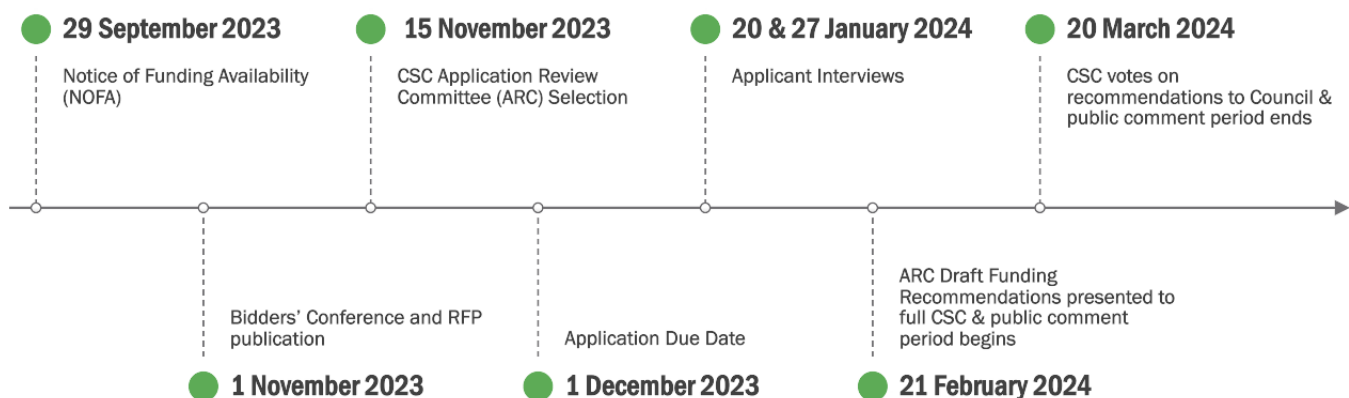 29 September 2023
Notice of Funding Availability
(NOFA)
15 November 2023
CSC Application Review
Committee (ARC) Selection
20 & 27 January 2024
Applicant Interviews
20 March 2024
CSC votes on
recommendations to Council &
public comment period ends
Bidders’ Conference and RFP
publication
1 November 2023
Application Due Date
1 December 2023
ARC Draft Funding
Recommendations presented to
full CSC & public comment
period begins
21 February 2024